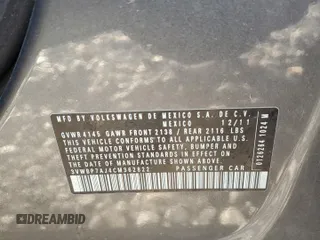 MFG. BY VOLKSWAGEN DE MEXICO S.A. DE C.V.
MEXICO 12/11
GVWR 4145 GAWR FRONT 2138 / REAR 2116 LBS
THIS VEHICLE CONFORMS TO ALL APPLICABLE U.S.
FEDERAL MOTOR VEHICLE SAFETY, BUMPER,
AND THEFT PREVENTION STANDARDS IN EFFECT
ON THE DATE OF MANUFACTURE SHOWN ABOVE.
PASSENGER CAR